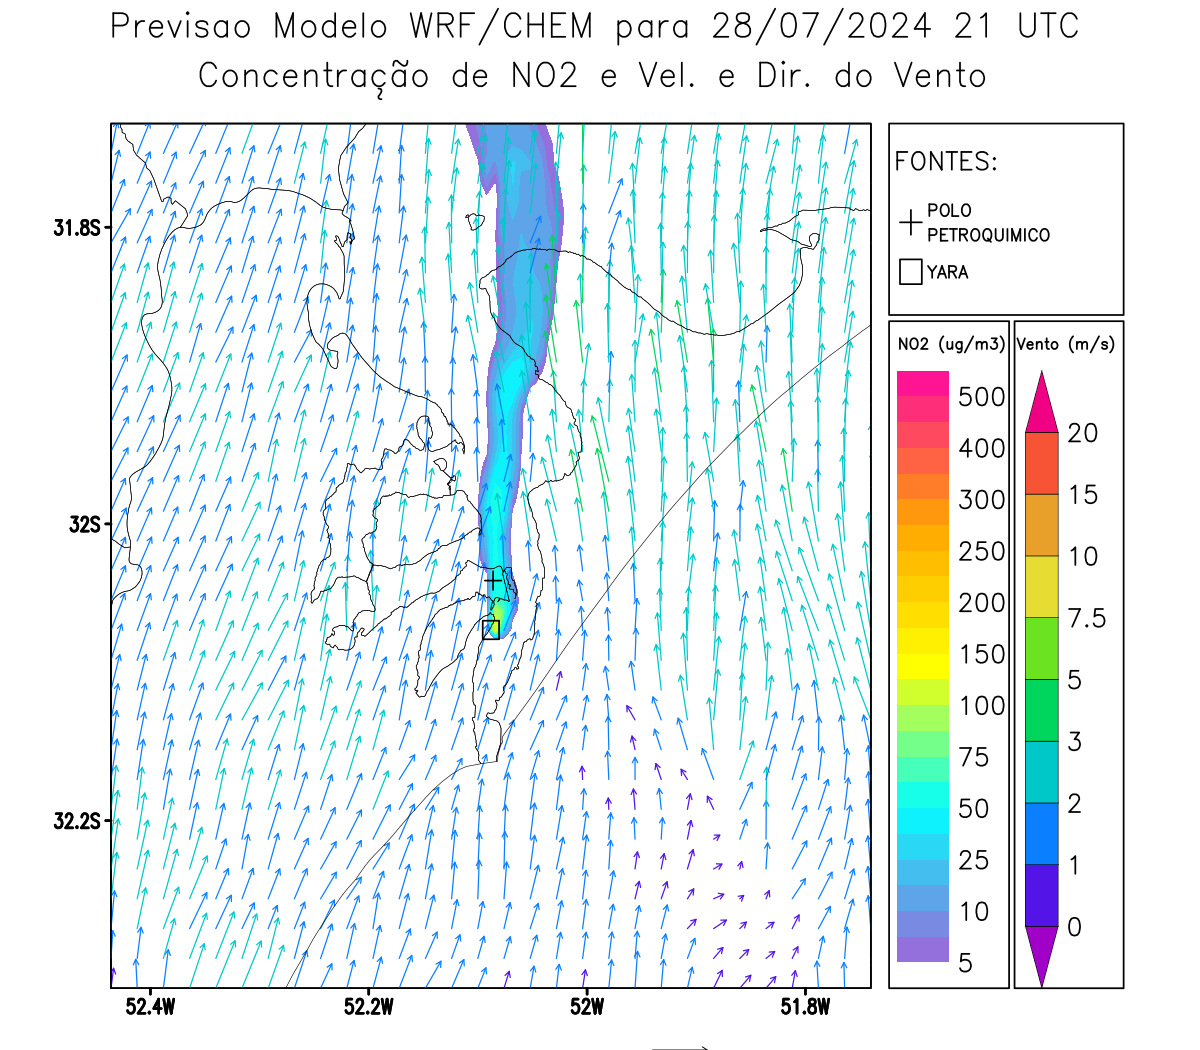 Previsao Modelo WRF/CHEM para 28/07/2024 21 UTC
Concentração de NO2 e Vel. e Dir. do Vento
FONTES:
POLO
PETROQUIMICO
YARA
NO2 (ug/m3)
500
400
300
250
200
150
100
75
50
25
10
5
Vento (m/s)
20
15
10
7.5
5
3
2
1
0
31.8S
32S
32.2S
52.4W
52.2W
52W
51.8W